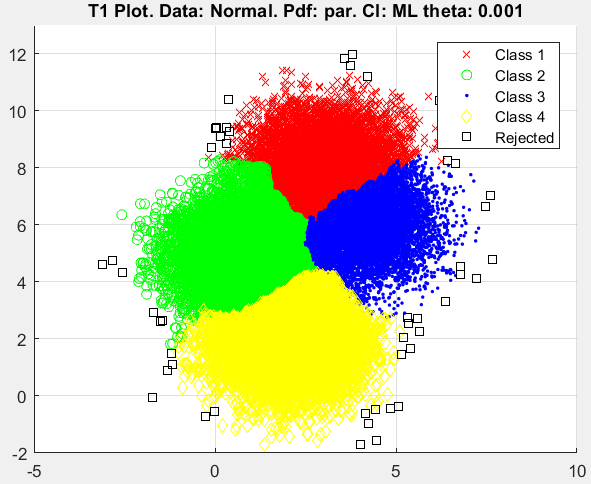 T1 Plot. Data: Normal. Pdf: par. Cl: ML theta: 0.001
12
10
8
6
4
2
0
-2
-5
0
5
10
Class 1
Class 2
Class 3
Class 4
Rejected